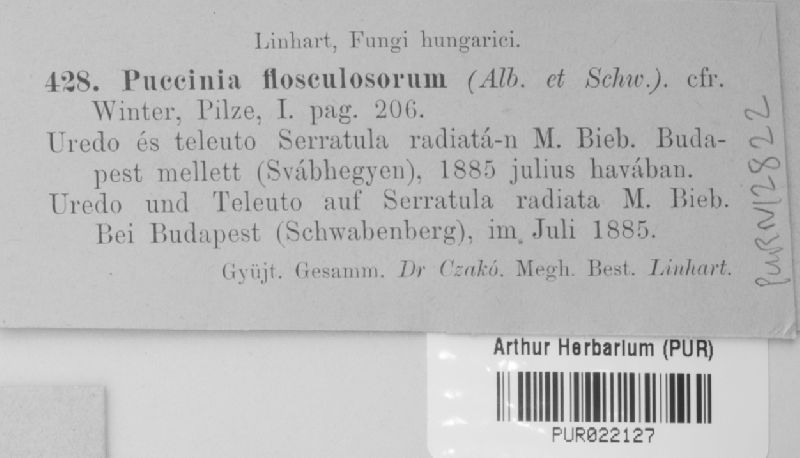 Linhart, Fungi hungarici.
428. Puccinia flosculosorum (Alb. et Schw.). cfr.
Winter, Pilze, I. pag. 206.
Uredo és teleuto Serratula radiatá-n M. Bieb. Buda-
pest mellett (Svábhegyen), 1885 julius havában.
Uredo und Teleuto auf Serratula radiata M. Bieb.
Bei Budapest (Schwabenberg), im Juli 1885.
Gyüjt. Gesamm. Dr Czakó. Megh. Best. Linhart.
PURN12822
Arthur Herbarium (PUR)
PUR022127